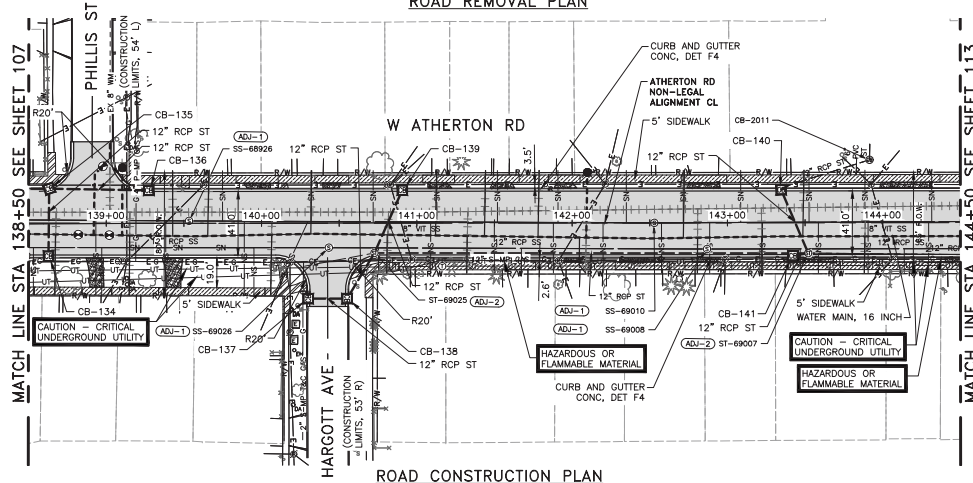 ROAD REMOVAL PLAN
MATCH LINE STA 138+50 SEE SHEET 107
PHILLIS ST
EX 8" WM
(CONSTRUCTION
LIMITS, 54' L)
R20'
CB-135
12" RCP ST
12" RCP ST
CB-136
ADJ-1
SS-68926
12" RCP ST
W ATHERTON RD
CB-139
3.5'
CURB AND GUTTER
CONC, DET F4
ATHERTON RD
NON-LEGAL
ALIGNMENT CL
5' SIDEWALK
12" RCP ST
CB-140
CB-2011
MATCH LINE STA 144+50 SEE SHEET 113
139+00
140+00
141+00
142+00
143+00
144+00
41.0'
41.0'
8" VIT SS
8" VIT SS
12" RCP SS
12" RCP SS
19.0'
CB-134
5' SIDEWALK
CAUTION - CRITICAL
UNDERGROUND UTILITY
ADJ-1
SS-69026
CB-137
R20'
12" RCP ST
ST-69025
ADJ-2
R20'
CB-138
12" RCP ST
HARGOTT AVE
(CONSTRUCTION
LIMITS, 53' R)
2.6'
12" RCP ST
ADJ-1
SS-69010
ADJ-1
SS-69008
HAZARDOUS OR
FLAMMABLE MATERIAL
CURB AND GUTTER
CONC, DET F4
CB-141
12" RCP ST
ADJ-2
ST-69007
5' SIDEWALK
WATER MAIN, 16 INCH
CAUTION - CRITICAL
UNDERGROUND UTILITY
HAZARDOUS OR
FLAMMABLE MATERIAL
ROAD CONSTRUCTION PLAN